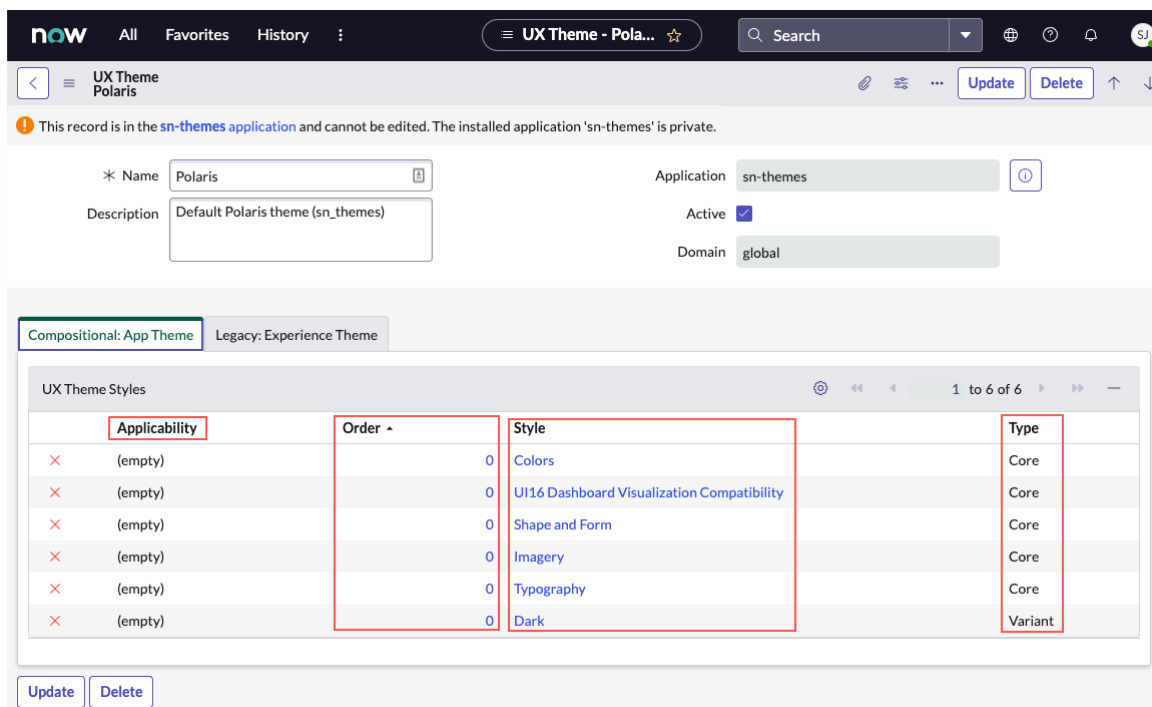 now All Favorites History UX Theme - Pola... Search SJ
UX Theme
Polaris
Update Delete
This record is in the sn-themes application and cannot be edited. The installed application 'sn-themes' is private.
Name Polaris Application sn-themes
Description Default Polaris theme (sn_themes) Active
Domain global
Compositional: App Theme Legacy: Experience Theme
UX Theme Styles 1 to 6 of 6
Applicability Order Style Type
(empty) 0 Colors Core
(empty) 0 UI16 Dashboard Visualization Compatibility Core
(empty) 0 Shape and Form Core
(empty) 0 Imagery Core
(empty) 0 Typography Core
(empty) 0 Dark Variant
Update Delete